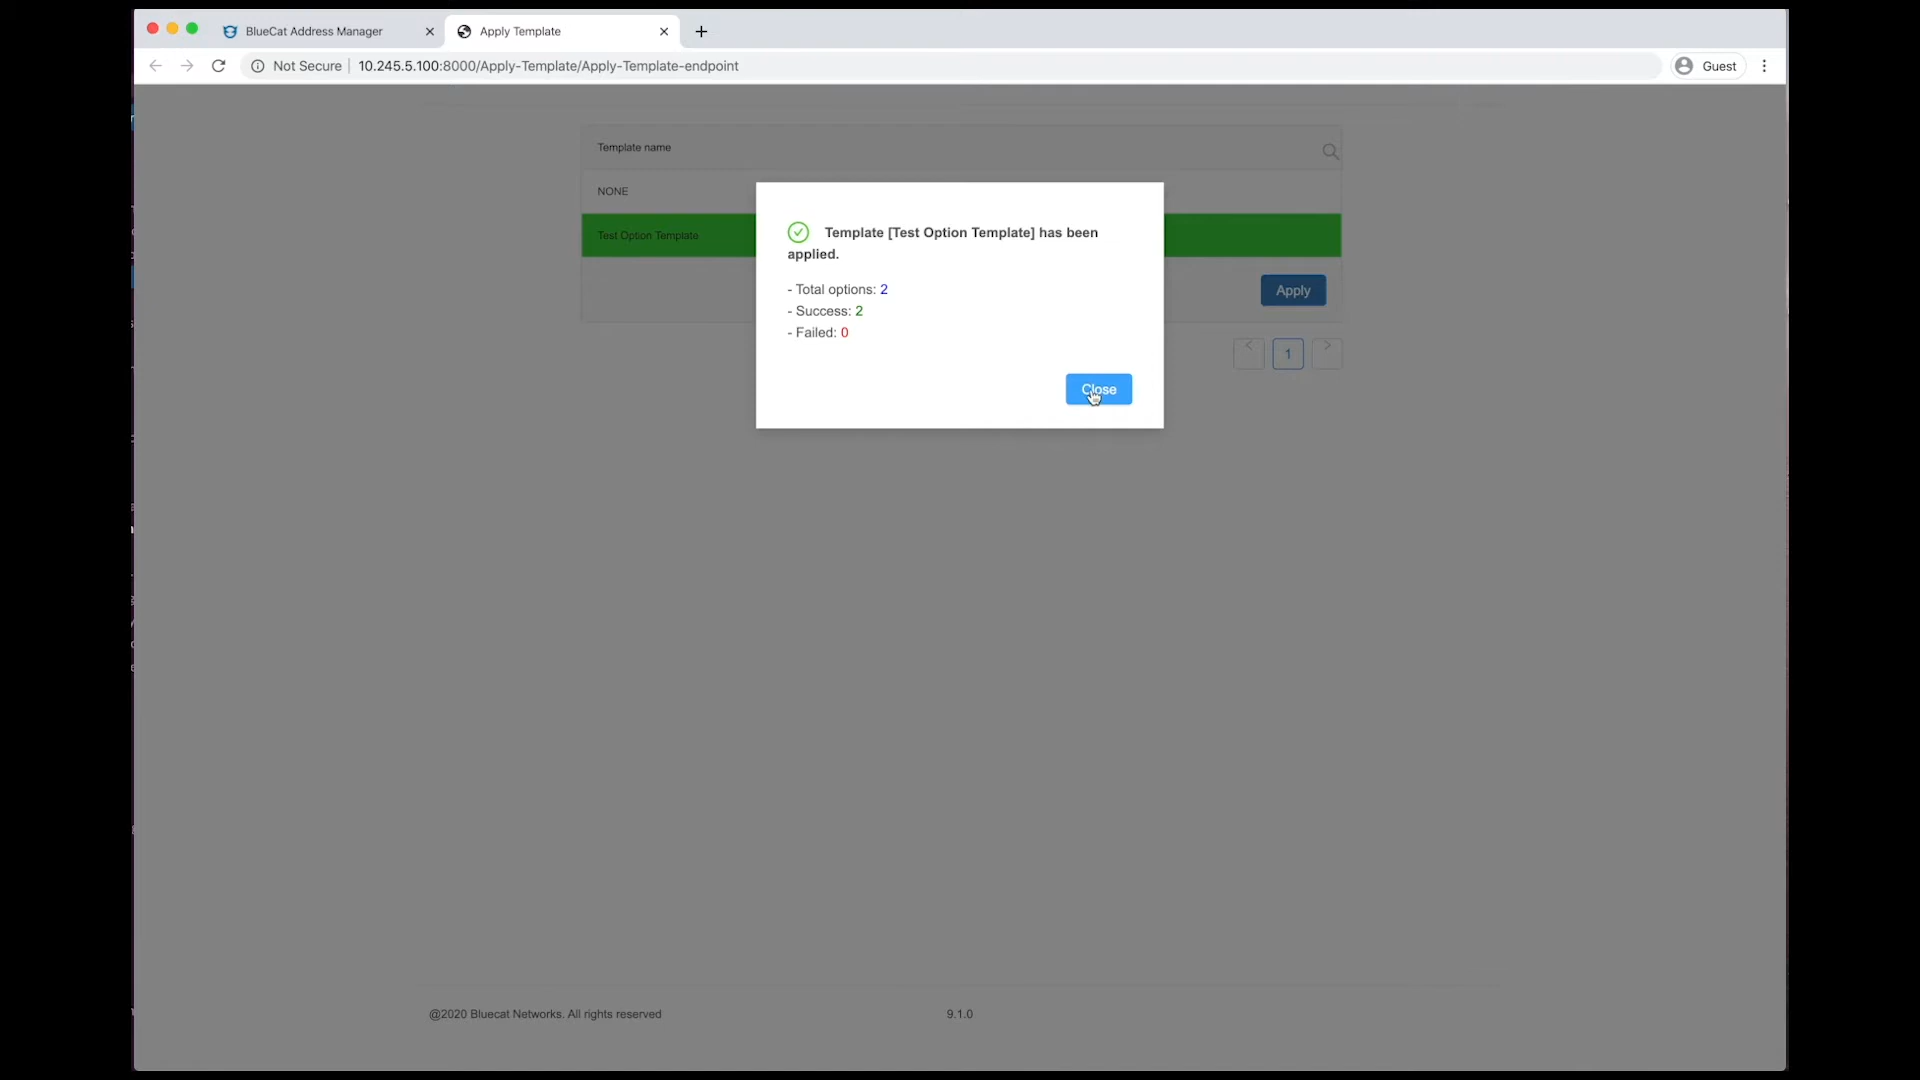 BlueCat Address Manager
Apply Template
Not Secure
10.245.5.100:8000/Apply-Template/Apply-Template-endpoint
Guest
Template name
NONE
Test Option Template
Template [Test Option Template] has been
applied.
- Total options: 2
- Success: 2
- Failed: 0
Apply
1
Close
@2020 Bluecat Networks. All rights reserved
9.1.0